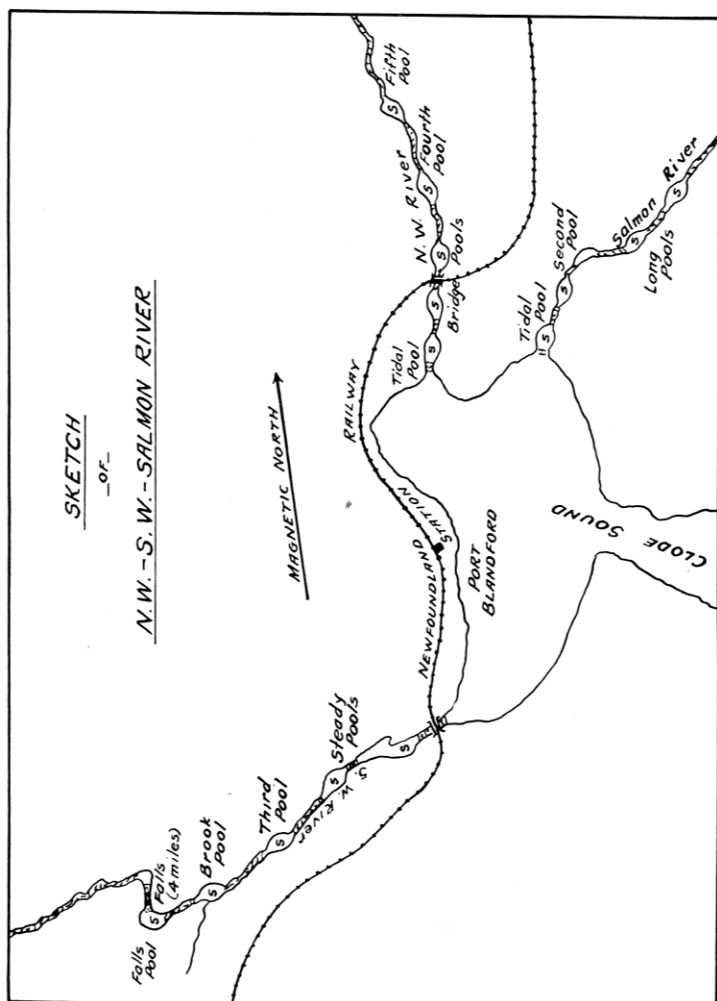 SKETCH
_OF_
N.W.-S.W.-SALMON RIVER
MAGNETIC NORTH
Falls
Pool
Falls
(4 miles)
Brook
Pool
Third
Pool
Steady
Pools
S. W. River
NEWFOUNDLAND
RAILWAY
STATION
PORT
BLANDFORD
Tidal
Pool
Bridge
Pools
N. W. River
Fourth
Pool
Fifth
Pool
Tidal
Pool
Second
Pool
Long
Pools
Salmon River
CLODE
SOUND
S
S
S
S
S
S
S
S
S
S
S
S
S
S